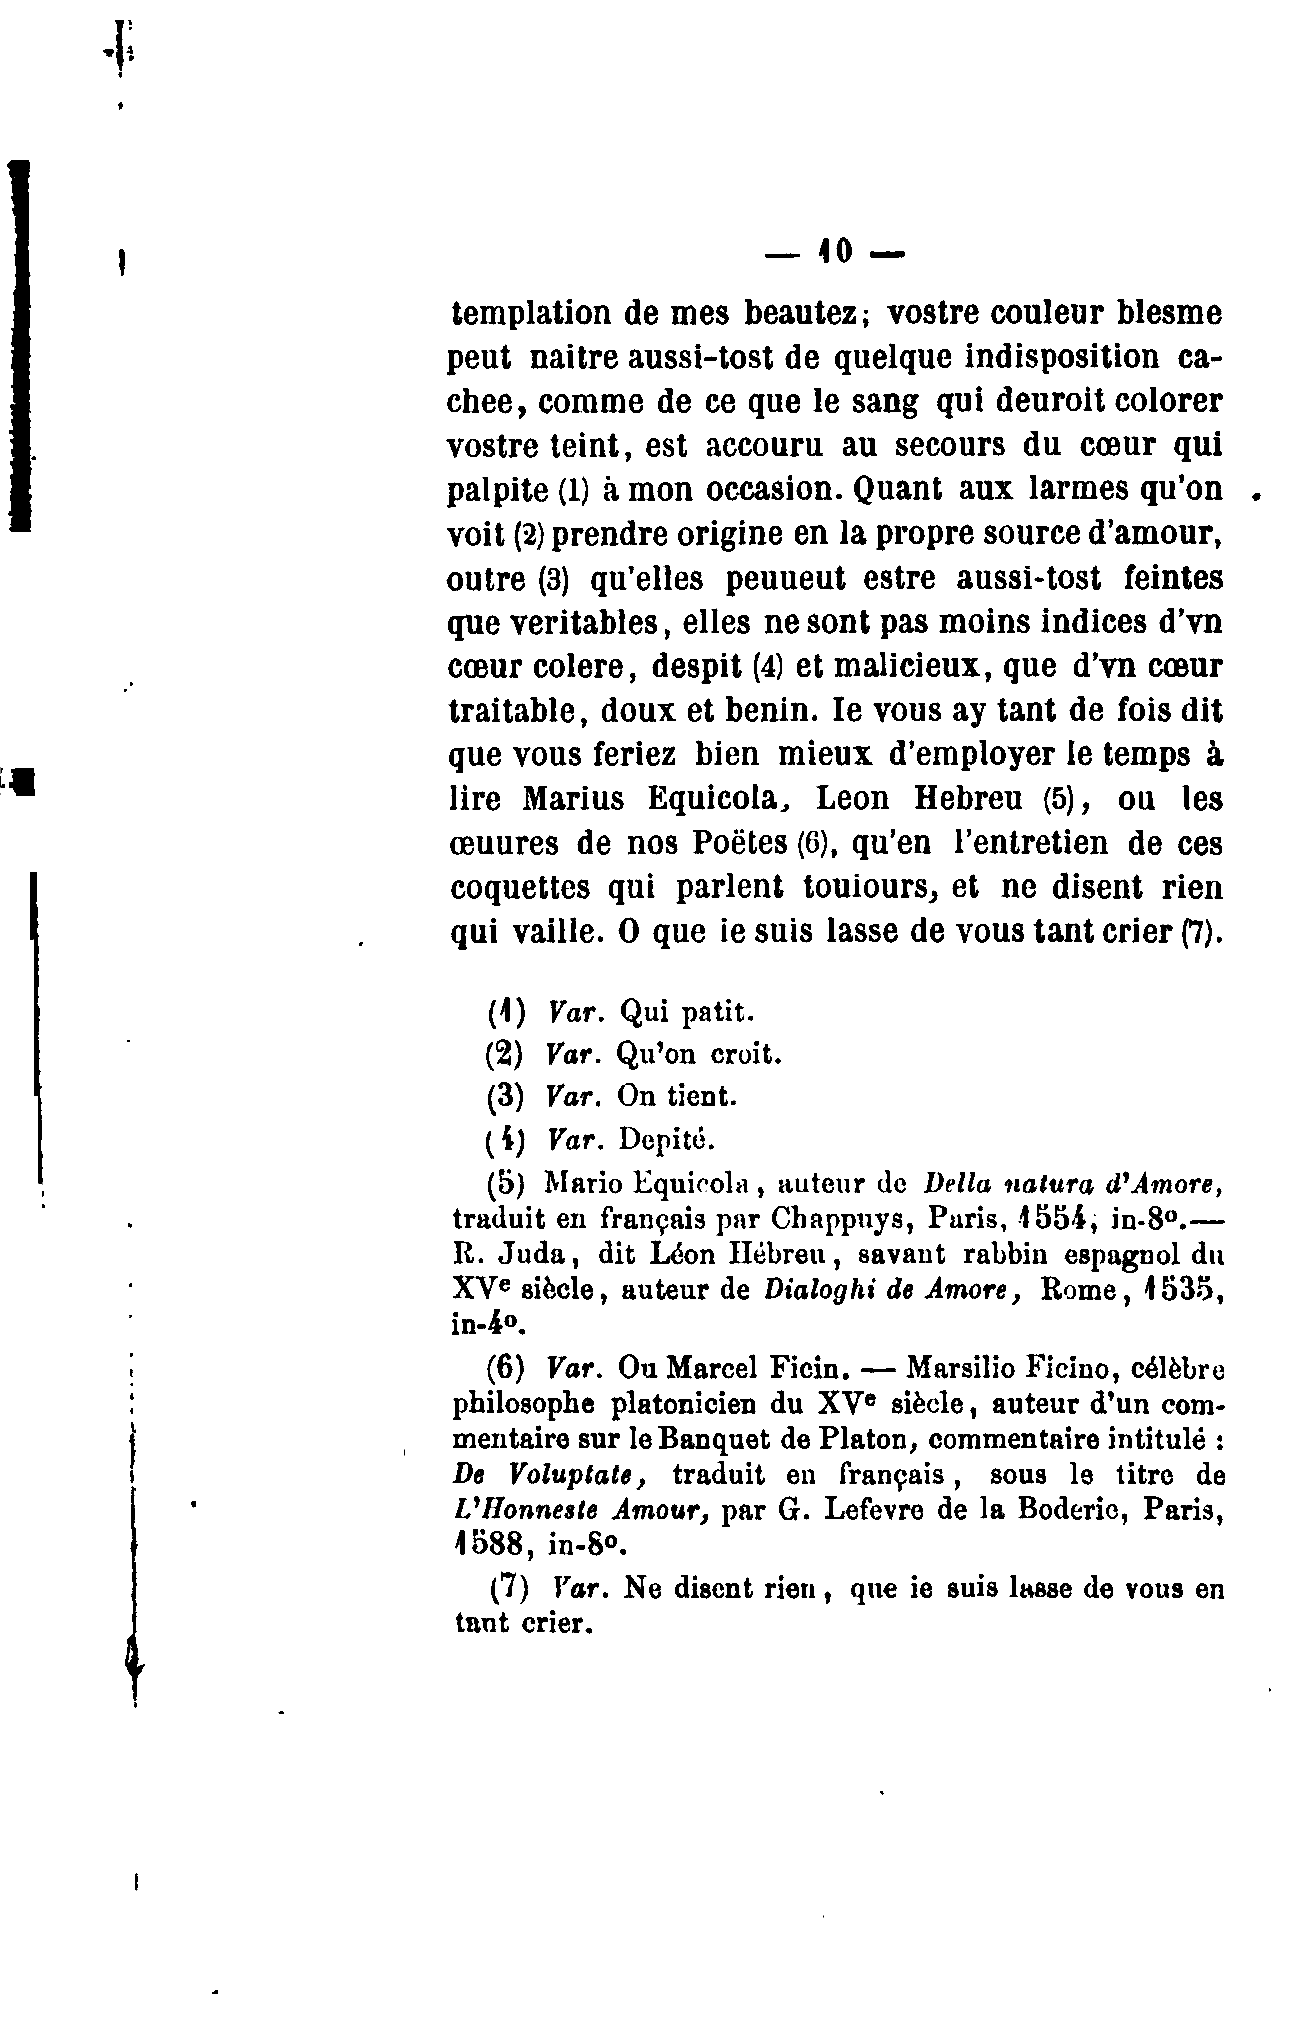 — 10 —
templation de mes beautez; vostre couleur blesme
peut naitre aussi-tost de quelque indisposition ca-
chee, comme de ce que le sang qui deuroit colorer
vostre teint, est accouru au secours du cœur qui
palpite (1) à mon occasion. Quant aux larmes qu'on
voit (2) prendre origine en la propre source d'amour,
outre (3) qu'elles peuueut estre aussi-tost feintes
que veritables, elles ne sont pas moins indices d'vn
cœur colere, despit (4) et malicieux, que d'vn cœur
traitable, doux et benin. Ie vous ay tant de fois dit
que vous feriez bien mieux d'employer le temps à
lire Marius Equicola, Leon Hebreu (5), ou les
œuures de nos Poëtes (6), qu'en l'entretien de ces
coquettes qui parlent touiours, et ne disent rien
qui vaille. O que ie suis lasse de vous tant crier (7).
(1) Var. Qui patit.
(2) Var. Qu'on croit.
(3) Var. On tient.
(4) Var. Depité.
(5) Mario Equicola, auteur de Della natura d'Amore,
traduit en français par Chappuys, Paris, 1554, in-8º.—
R. Juda, dit Léon Hébreu, savant rabbin espagnol du
XVe siècle, auteur de Dialoghi de Amore, Rome, 1535,
in-4º.
(6) Var. Ou Marcel Ficin. — Marsilio Ficino, célèbre
philosophe platonicien du XVe siècle, auteur d'un com-
mentaire sur le Banquet de Platon, commentaire intitulé :
De Voluptate, traduit en français, sous le titre de
L'Honneste Amour, par G. Lefevre de la Boderie, Paris,
1588, in-8º.
(7) Var. Ne disent rien, que ie suis lasse de vous en
tant crier.